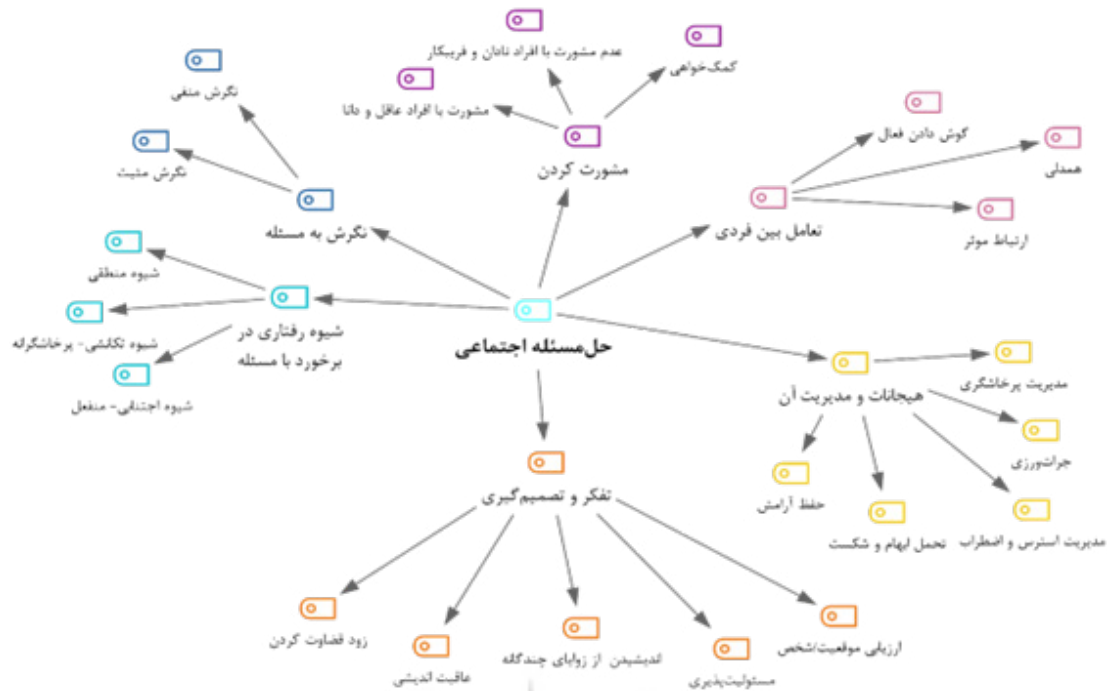 عدم مشورت با افراد نادان و فریبکار
کمک‌خواهی
مشورت با افراد عاقل و دانا
مشورت کردن
نگرش منفی
نگرش مثبت
نگرش به مسئله
گوش دادن فعال
همدلی
ارتباط موثر
تعامل بین فردی
شیوه منطقی
شیوه تکانشی- پرخاشگرانه
شیوه اجتنابی- منفعل
شیوه رفتاری در
برخورد با مسئله
حل‌مسئله اجتماعی
مدیریت پرخاشگری
هیجانات و مدیریت آن
جرات‌ورزی
حفظ آرامش
تحمل ابهام و شکست
مدیریت استرس و اضطراب
تفکر و تصمیم‌گیری
زود قضاوت کردن
عاقبت اندیشی
اندیشیدن از زوایای چندگانه
مسئولیت‌پذیری
ارزیابی موقعیت/شخص